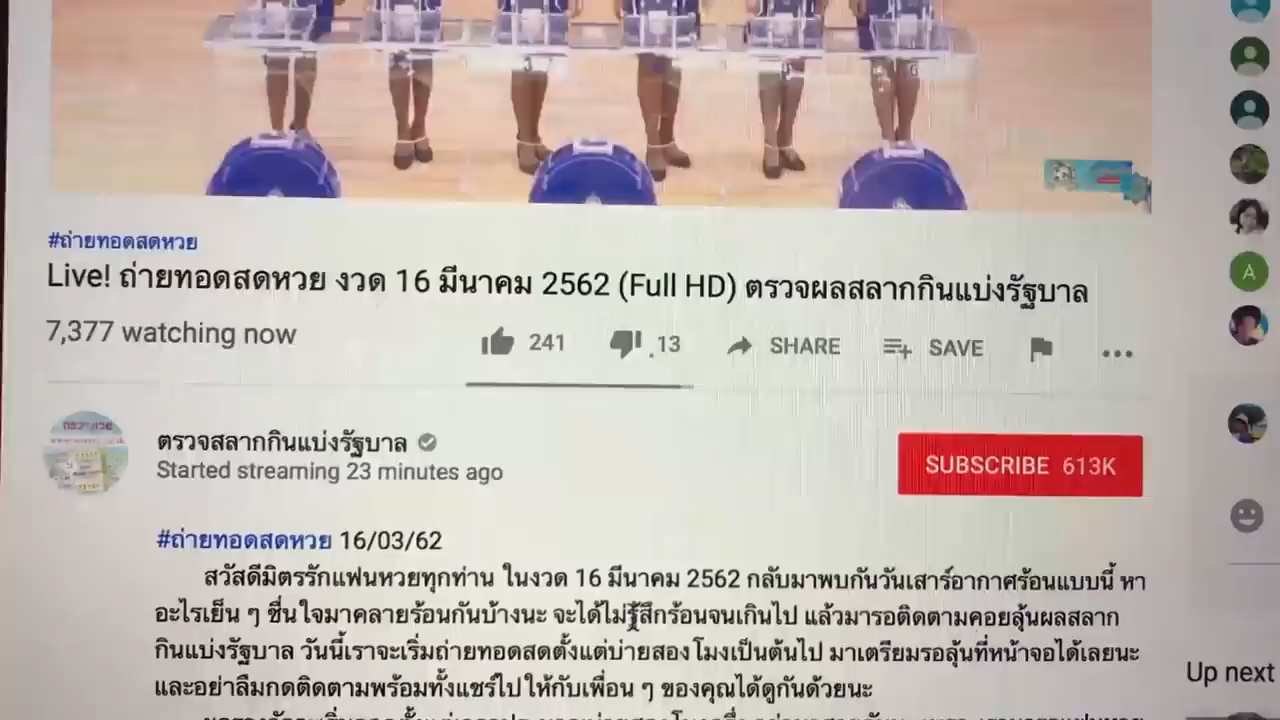 #ถ่ายทอดสดหวย
Live! ถ่ายทอดสดหวย งวด 16 มีนาคม 2562 (Full HD) ตรวจผลสลากกินแบ่งรัฐบาล
7,377 watching now
241
13
SHARE
SAVE
ตรวจสลากกินแบ่งรัฐบาล
Started streaming 23 minutes ago
SUBSCRIBE 613K
A
#ถ่ายทอดสดหวย 16/03/62
สวัสดีมิตรรักแฟนหวยทุกท่าน ในงวด 16 มีนาคม 2562 กลับมาพบกันวันเสาร์อากาศร้อนแบบนี้ หา
อะไรเย็น ๆ ชื่นใจมาคลายร้อนกันบ้างนะ จะได้ไม่รู้สึกร้อนจนเกินไป แล้วมารอติดตามคอยลุ้นผลสลาก
กินแบ่งรัฐบาล วันนี้เราจะเริ่มถ่ายทอดสดตั้งแต่บ่ายสองโมงเป็นต้นไป มาเตรียมรอลุ้นที่หน้าจอได้เลยนะ
และอย่าลืมกดติดตามพร้อมทั้งแชร์ไปให้กับเพื่อน ๆ ของคุณได้ดูกันด้วยนะ
Up next